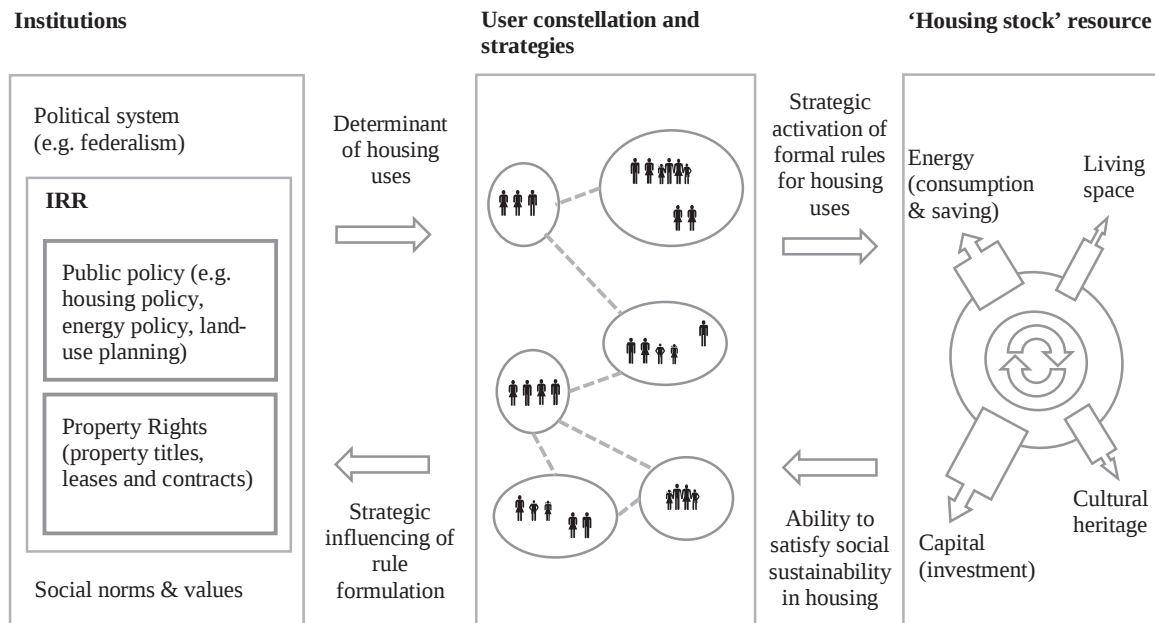 Institutions
User constellation and
strategies
‘Housing stock’ resource
Political system
(e.g. federalism)
IRR
Public policy (e.g.
housing policy,
energy policy, land-
use planning)
Property Rights
(property titles,
leases and contracts)
Social norms & values
Determinant
of housing
uses
Strategic
influencing of
rule
formulation
Strategic
activation of
formal rules
for housing
uses
Ability to
satisfy social
sustainability
in housing
Energy
(consumption
& saving)
Living
space
Capital
(investment)
Cultural
heritage